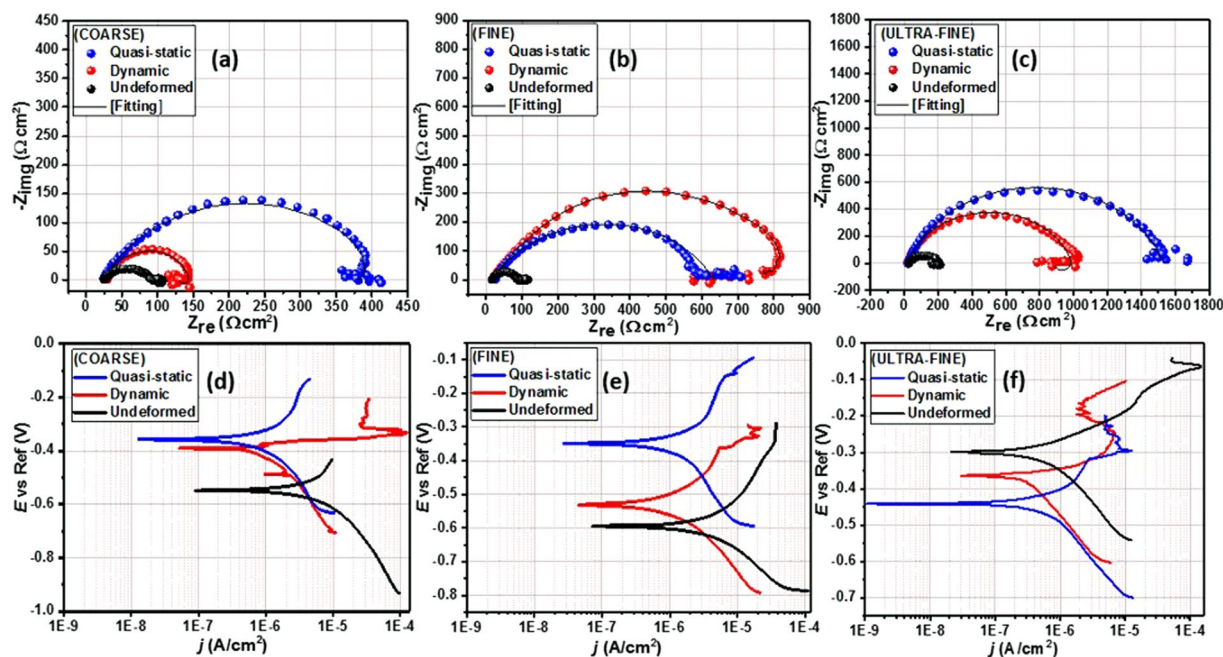 (COARSE)
Quasi-static
Dynamic
Undeformed
[Fitting]
(a)
450
400
350
300
250
200
150
100
50
0
-Zimg (Ω cm²)
0 50 100 150 200 250 300 350 400 450
Zre (Ωcm²)
(FINE)
Quasi-static
Dynamic
Undeformed
[Fitting]
(b)
900
800
700
600
500
400
300
200
100
0
-Zimg (Ω cm²)
0 100 200 300 400 500 600 700 800 900
Zre (Ωcm²)
(ULTRA-FINE)
Quasi-static
Dynamic
Undeformed
[Fitting]
(c)
1800
1600
1400
1200
1000
800
600
400
200
0
-200
-Zimg (Ω cm²)
-200 0 200 400 600 800 1000 1200 1400 1600 1800
Zre (Ωcm²)
(COARSE)
Quasi-static
Dynamic
Undeformed
(d)
0.0
-0.2
-0.4
-0.6
-0.8
-1.0
E vs Ref (V)
1E-9 1E-8 1E-7 1E-6 1E-5 1E-4
j (A/cm²)
(FINE)
Quasi-static
Dynamic
Undeformed
(e)
-0.1
-0.2
-0.3
-0.4
-0.5
-0.6
-0.7
-0.8
E vs Ref (V)
1E-9 1E-8 1E-7 1E-6 1E-5 1E-4
j (A/cm²)
(ULTRA-FINE)
Quasi-static
Dynamic
Undeformed
(f)
0.0
-0.1
-0.2
-0.3
-0.4
-0.5
-0.6
-0.7
E vs Ref (V)
1E-9 1E-8 1E-7 1E-6 1E-5 1E-4
j (A/cm²)